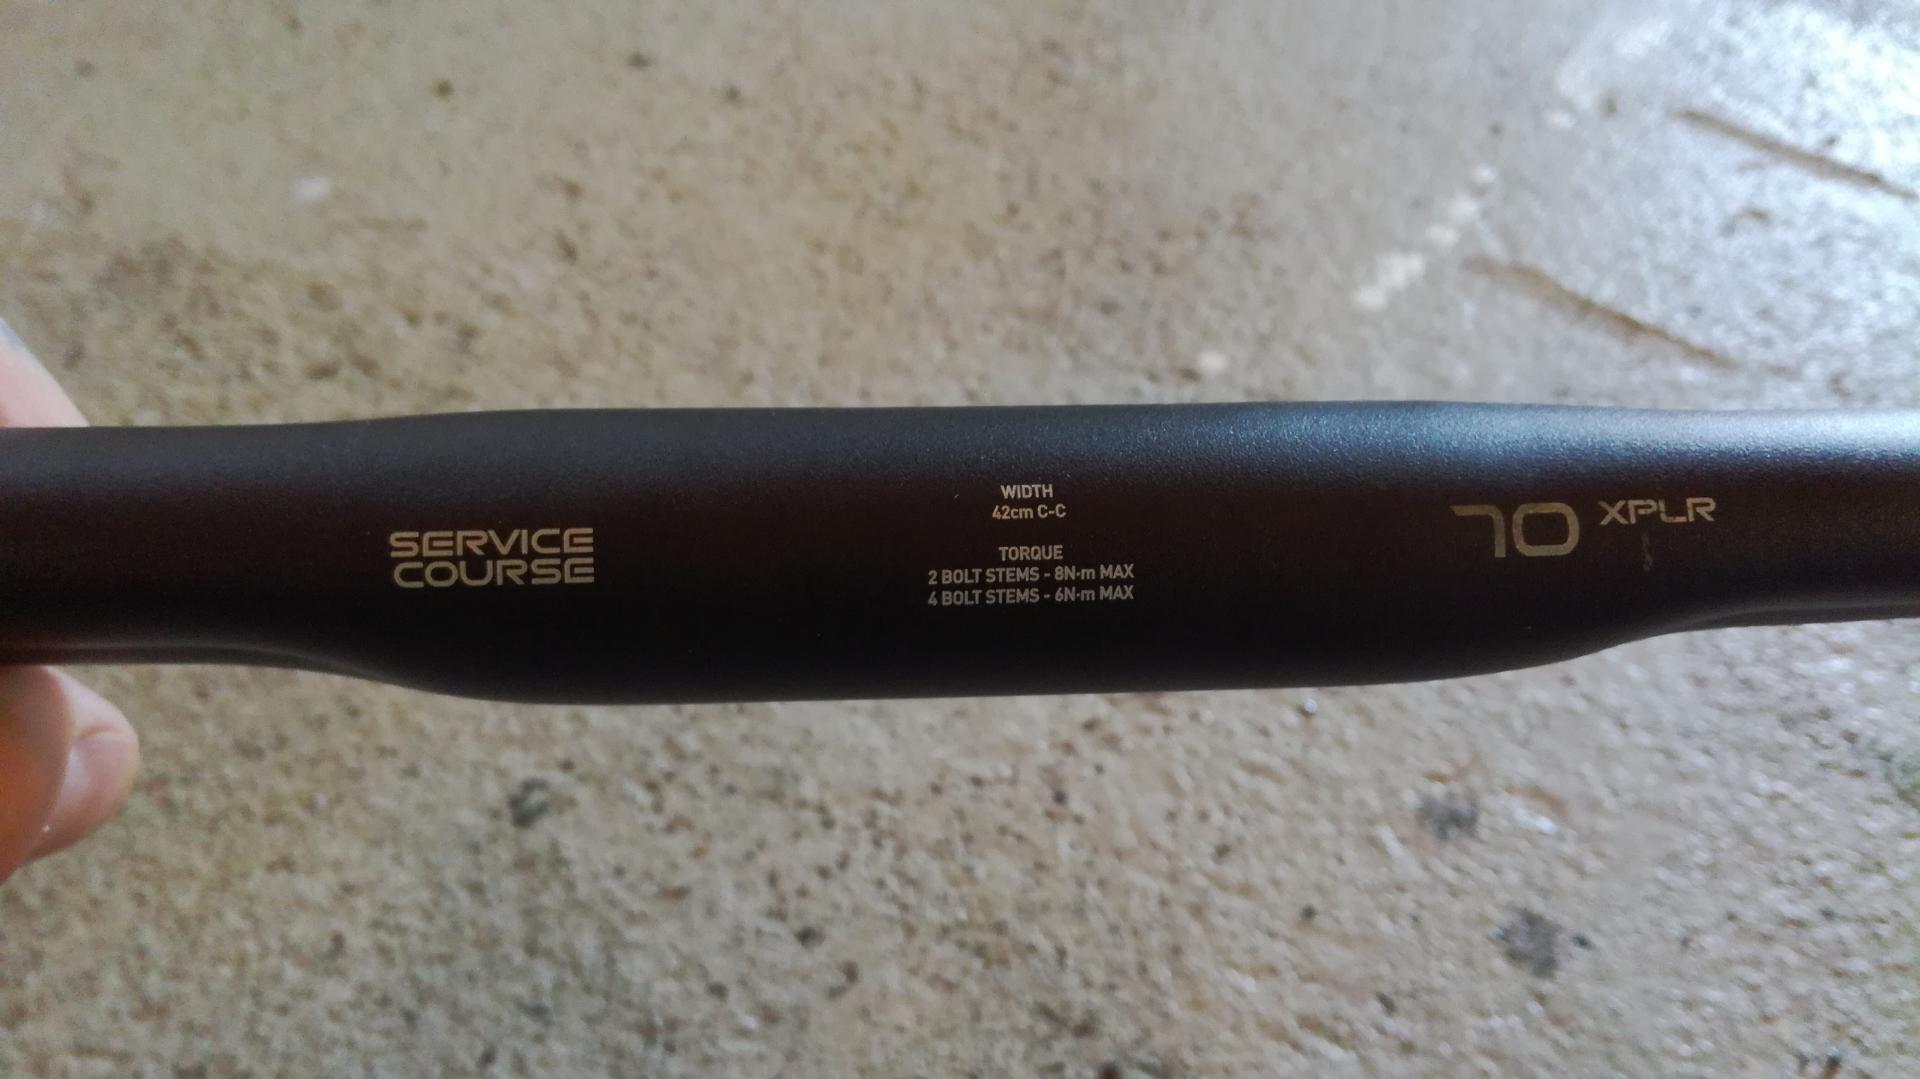 SERVICE
COURSE
WIDTH
42cm C-C
TORQUE
2 BOLT STEMS - 8N·m MAX
4 BOLT STEMS - 6N·m MAX
70 XPLR